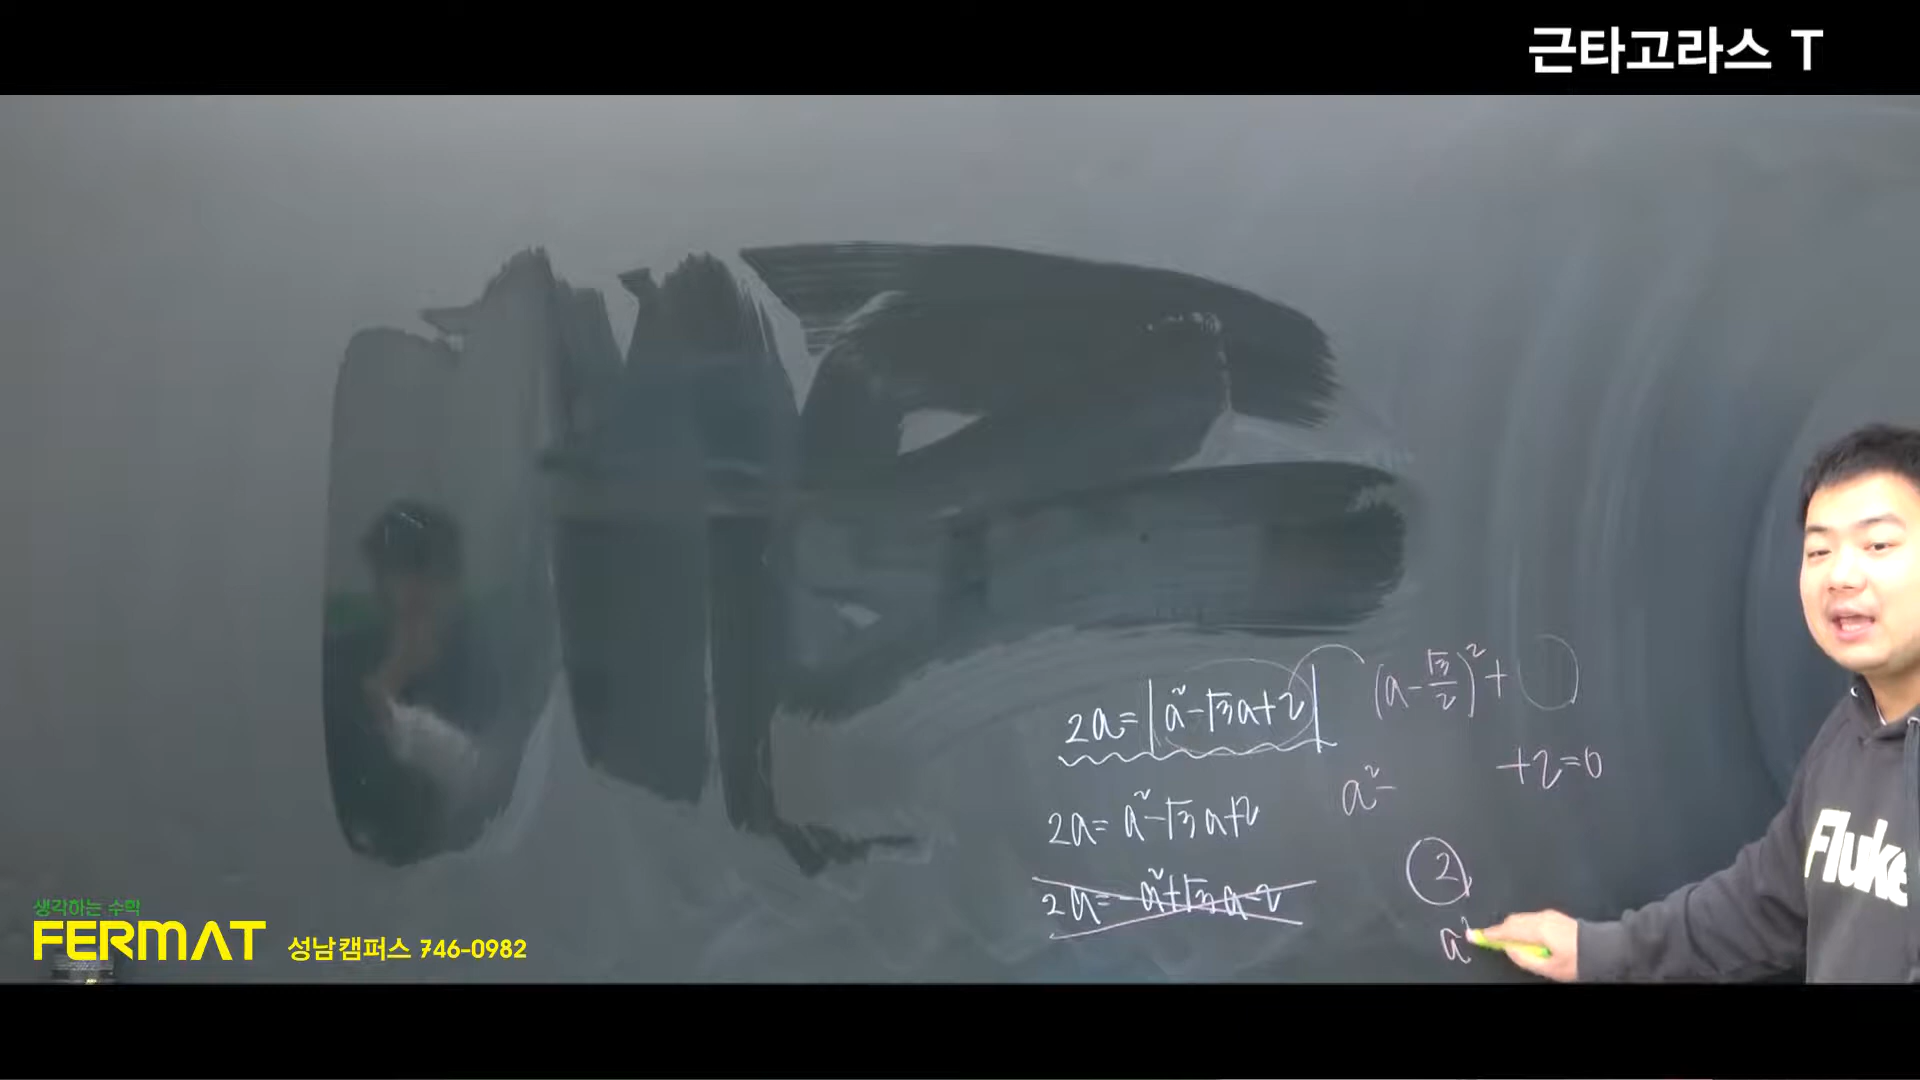 근타고라스 T
2a=|a²-√3a+2|
(a-√3/2)²+
a²-
+2=0
2a=a²-√3a+2
2a=-a²+√3a-2
2
a²
Fluke
생각하는 수학
FERMAT 성남캠퍼스 746-0982